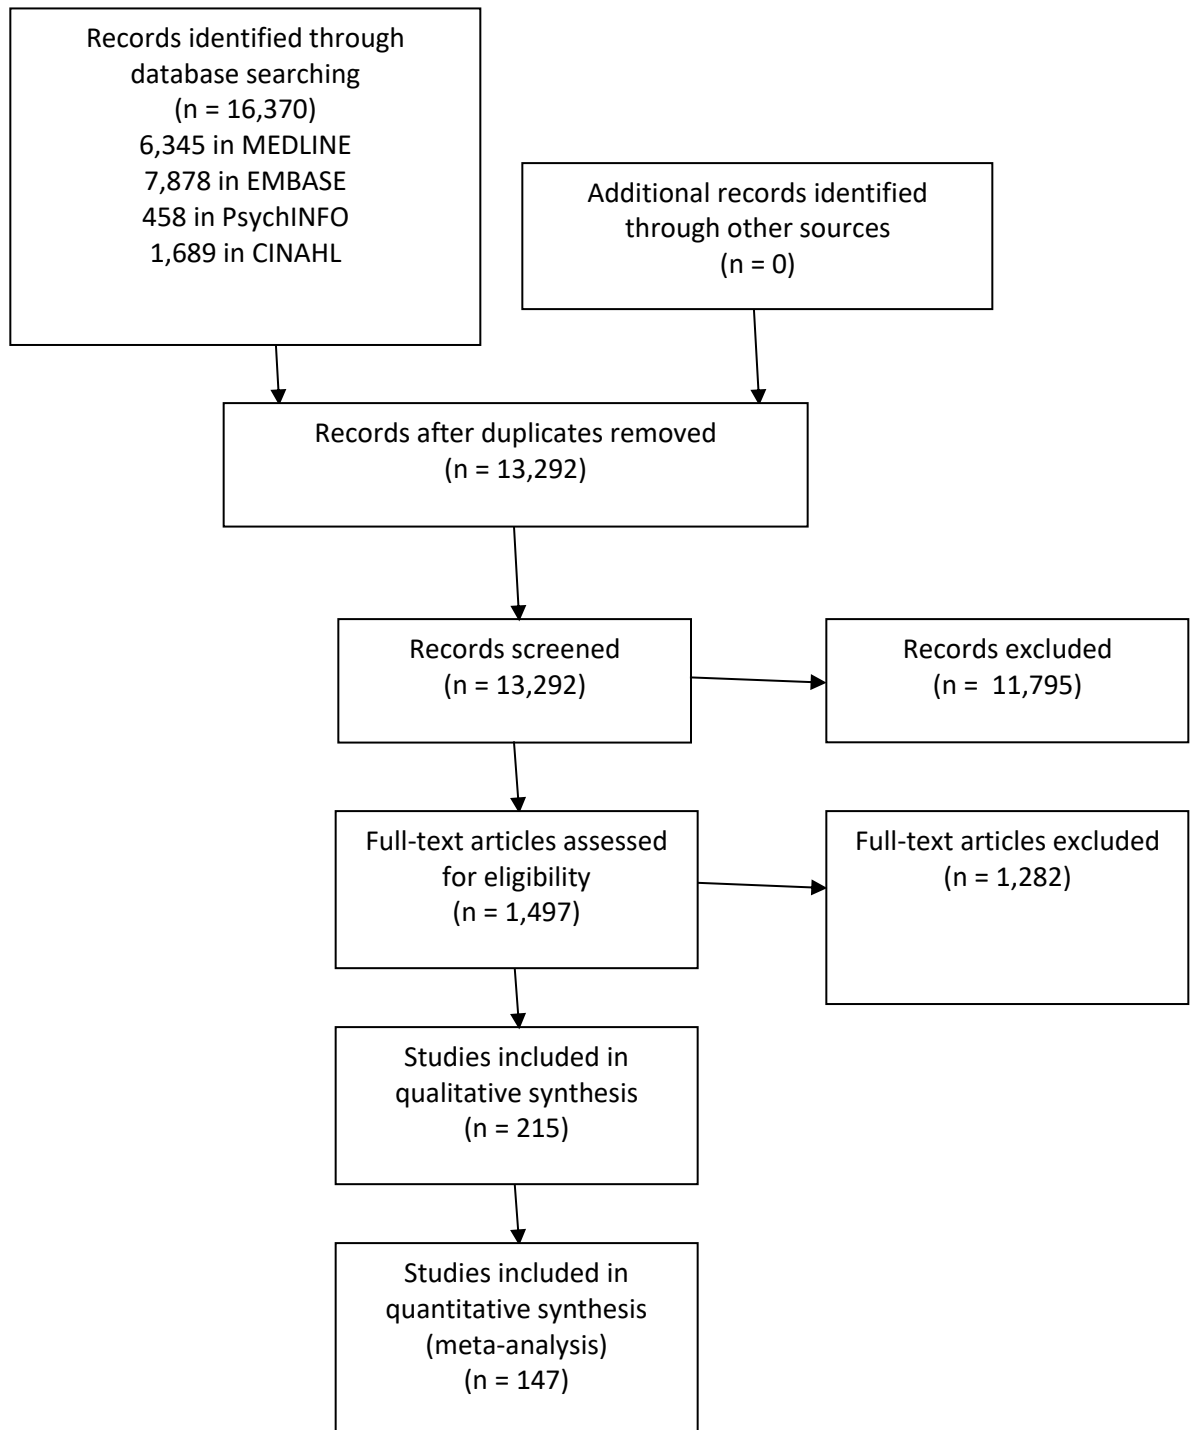 Records identified through
database searching
(n = 16,370)
6,345 in MEDLINE
7,878 in EMBASE
458 in PsychINFO
1,689 in CINAHL
Additional records identified
through other sources
(n = 0)
Records after duplicates removed
(n = 13,292)
Records screened
(n = 13,292)
Records excluded
(n =  11,795)
Full-text articles assessed
for eligibility
(n = 1,497)
Full-text articles excluded
(n = 1,282)
Studies included in
qualitative synthesis
(n = 215)
Studies included in
quantitative synthesis
(meta-analysis)
(n = 147)